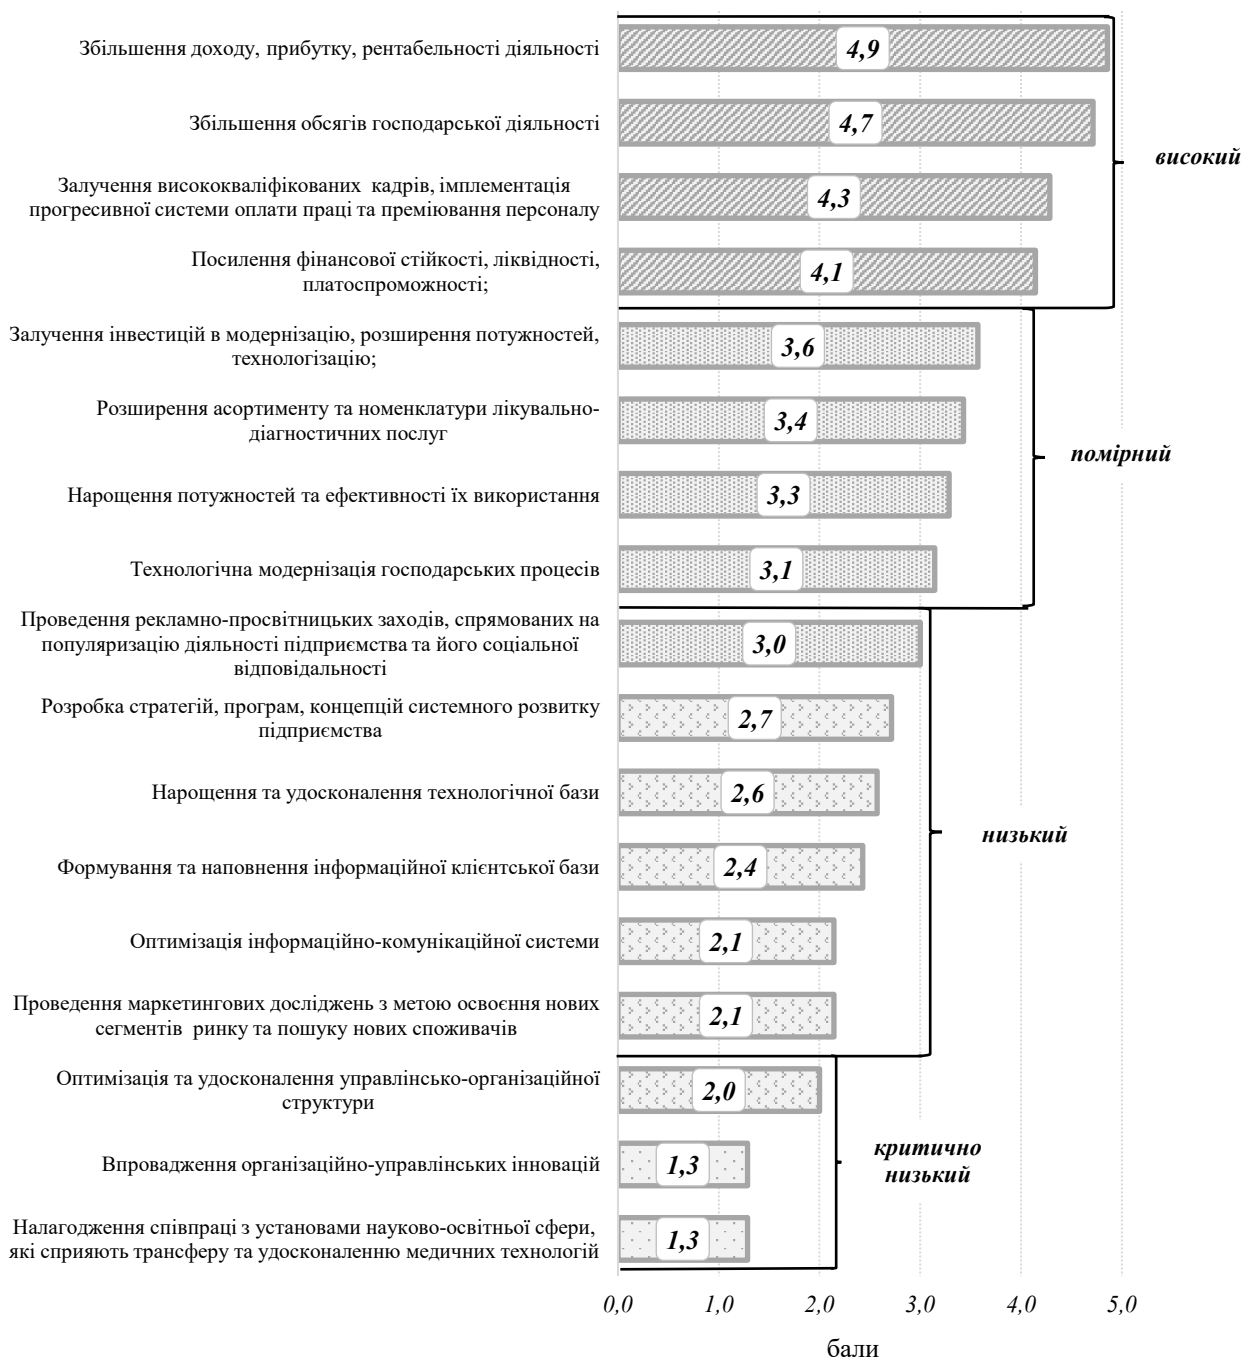 Збільшення доходу, прибутку, рентабельності діяльності
4,9
Збільшення обсягів господарської діяльності
4,7
високий
Залучення висококваліфікованих кадрів, імплементація
прогресивної системи оплати праці та преміювання персоналу
4,3
Посилення фінансової стійкості, ліквідності,
платоспроможності;
4,1
Залучення інвестицій в модернізацію, розширення потужностей,
технологізацію;
3,6
Розширення асортименту та номенклатури лікувально-
діагностичних послуг
3,4
помірний
Нарощення потужностей та ефективності їх використання
3,3
Технологічна модернізація господарських процесів
3,1
Проведення рекламно-просвітницьких заходів, спрямованих на
популяризацію діяльності підприємства та його соціальної
відповідальності
3,0
Розробка стратегій, програм, концепцій системного розвитку
підприємства
2,7
Нарощення та удосконалення технологічної бази
2,6
низький
Формування та наповнення інформаційної клієнтської бази
2,4
Оптимізація інформаційно-комунікаційної системи
2,1
Проведення маркетингових досліджень з метою освоєння нових
сегментів ринку та пошуку нових споживачів
2,1
Оптимізація та удосконалення управлінсько-організаційної
структури
2,0
Впровадження організаційно-управлінських інновацій
1,3
критично
низький
Налагодження співпраці з установами науково-освітньої сфери,
які сприяють трансферу та удосконаленню медичних технологій
1,3
0,0 1,0 2,0 3,0 4,0 5,0
бали